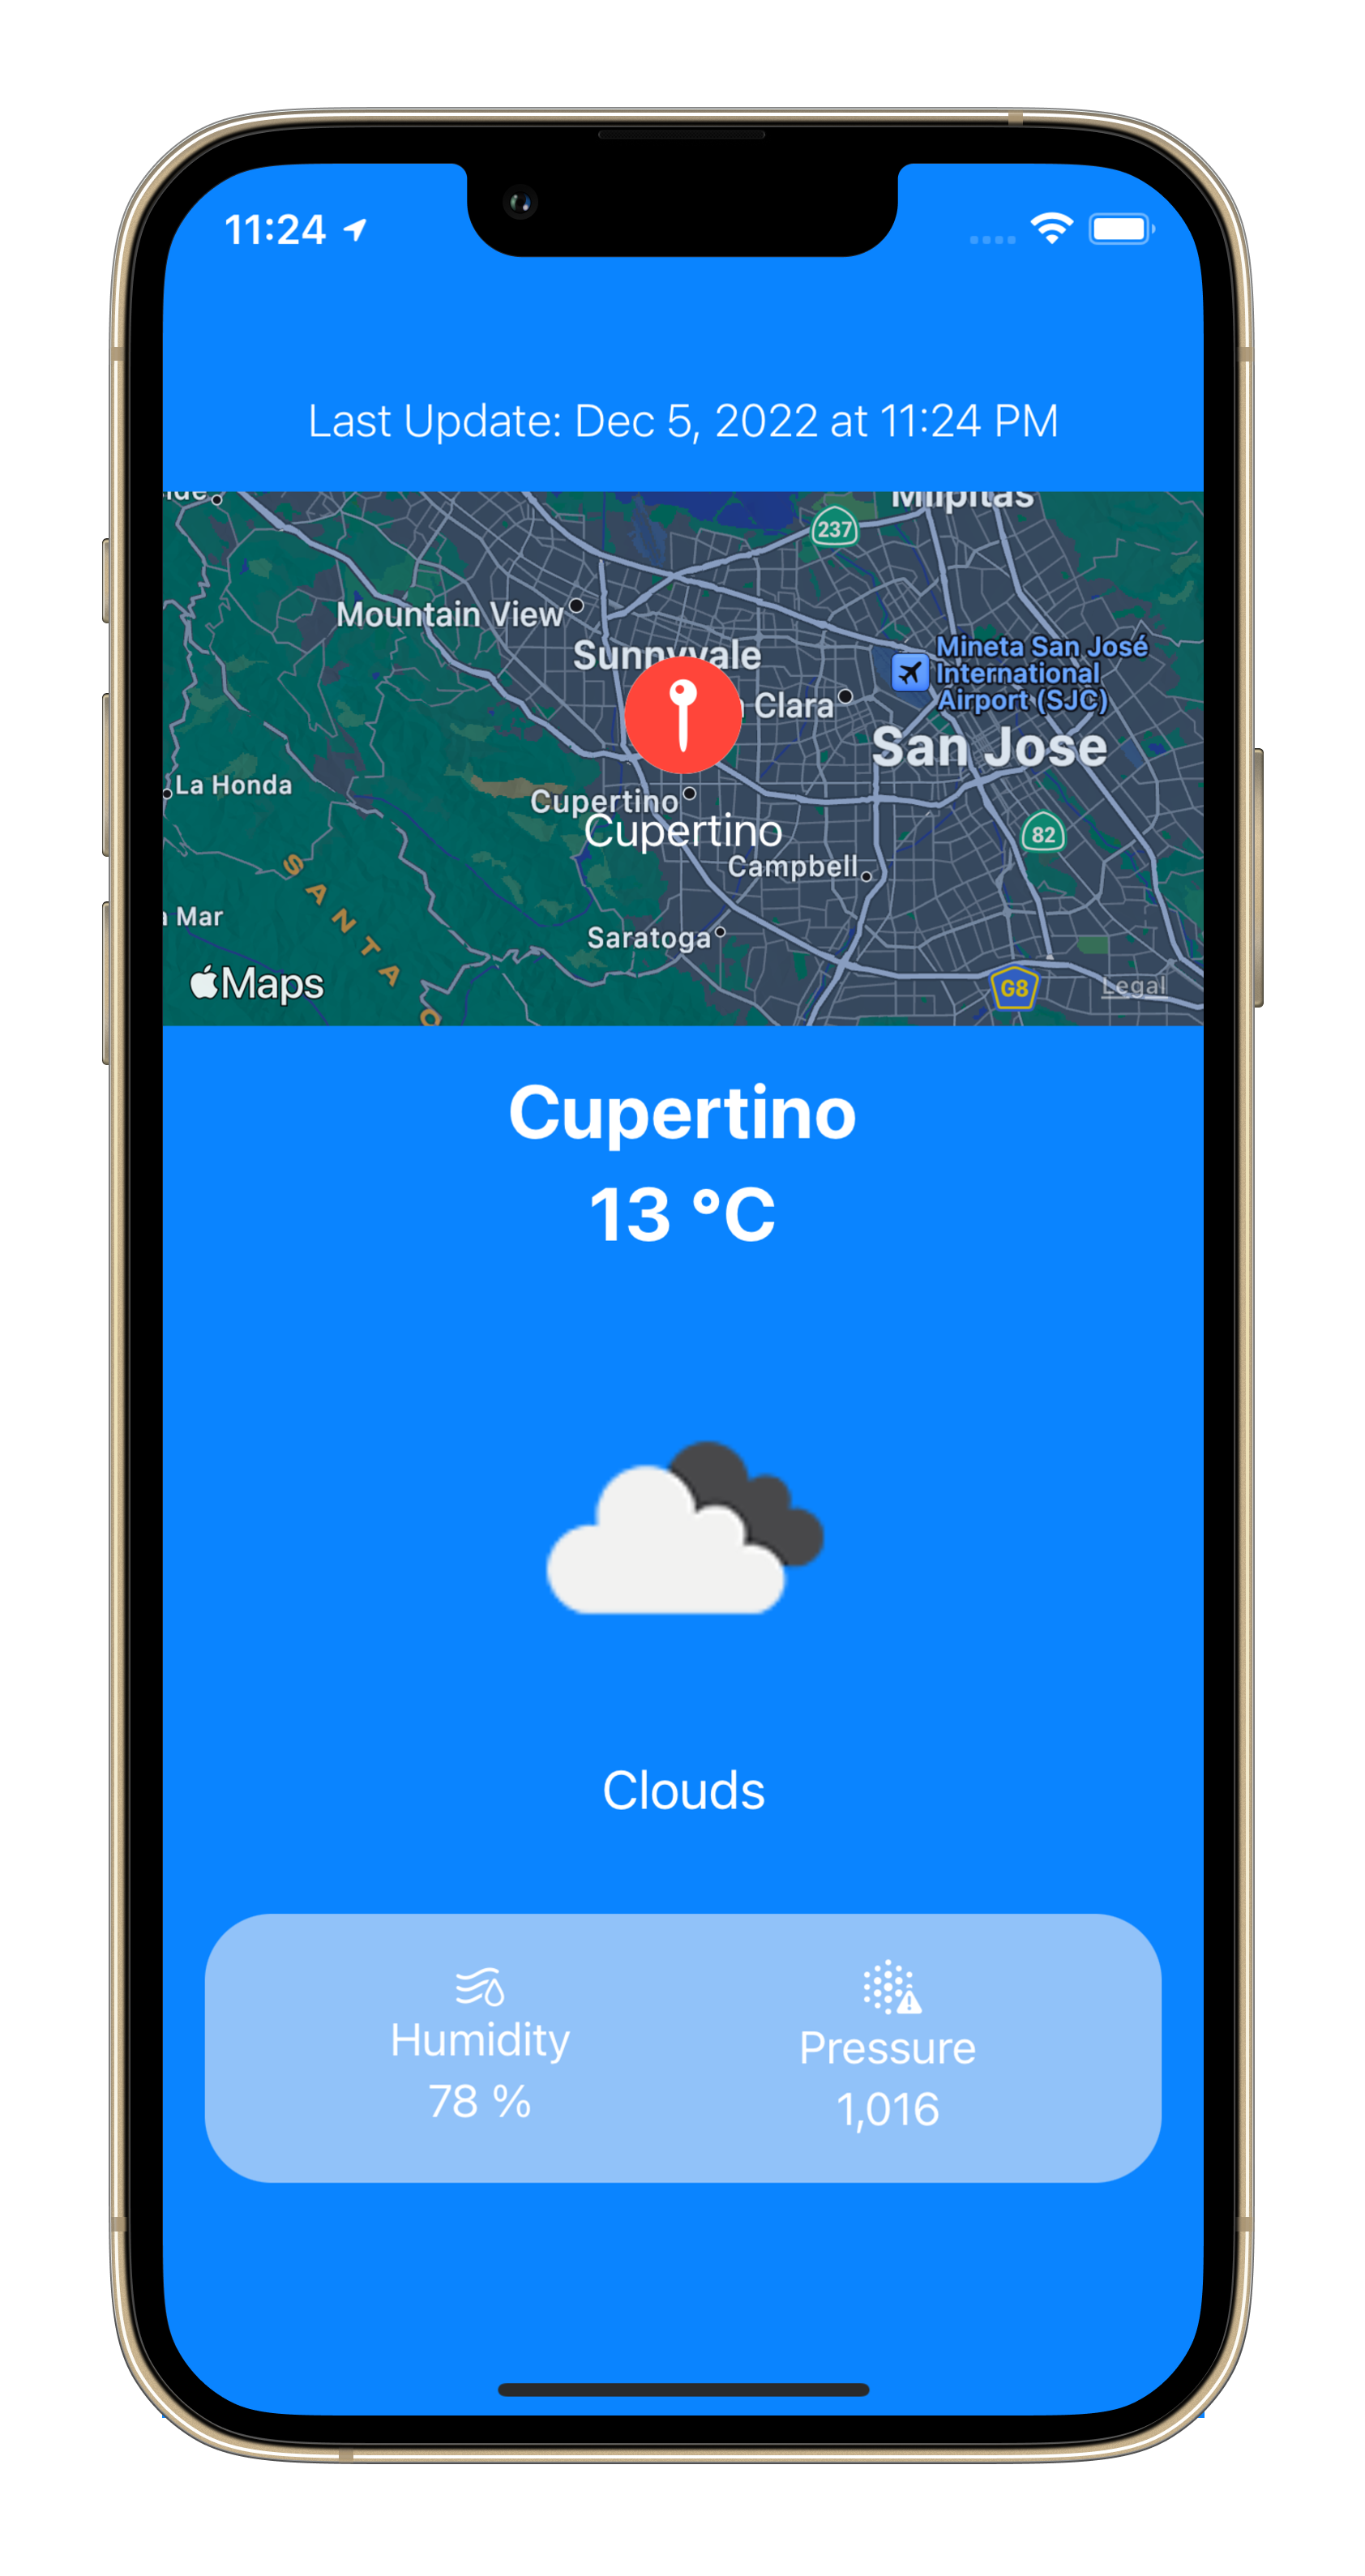 11:24
Last Update: Dec 5, 2022 at 11:24 PM
Milpitas
237
Mountain View
Sunnyvale
Mineta San José
International
Airport (SJC)
Clara
San Jose
La Honda
Cupertino
Cupertino
82
Campbell
SANTA
Mar
Saratoga
Maps
G8
Legal
Cupertino
13 °C
Clouds
Humidity
78 %
Pressure
1,016